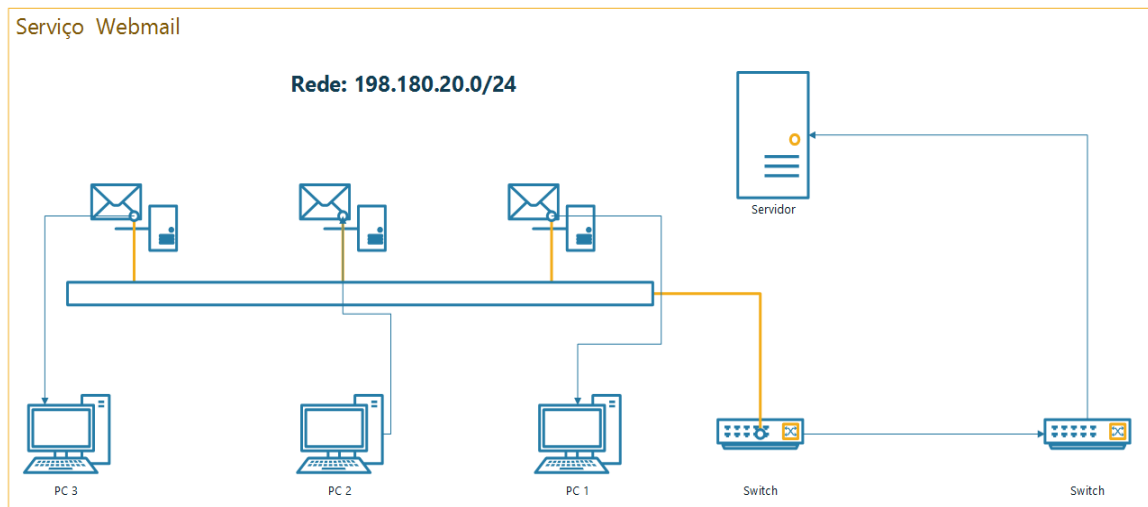 Serviço Webmail
Rede: 198.180.20.0/24
Servidor
PC 3
PC 2
PC 1
Switch
Switch